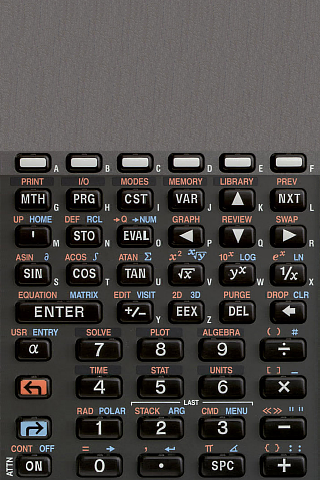 A B C D E F
PRINT I/O MODES MEMORY LIBRARY PREV
MTH G PRG H CST I VAR J ▲ K NXT L
UP HOME DEF RCL →Q →NUM GRAPH REVIEW SWAP
' M STO N EVAL O ◀ P ▼ Q ▶ R
ASIN ∂ ACOS ∫ ATAN Σ x² ˣ√y 10ˣ LOG eˣ LN
SIN S COS T TAN U √x V yˣ W 1/x X
EQUATION MATRIX EDIT VISIT 2D 3D PURGE DROP CLR
ENTER +/− Y EEX Z DEL ←
USR ENTRY SOLVE PLOT ALGEBRA ( ) #
α 7 8 9 ÷
TIME STAT UNITS [ ] _
4 5 6 ×
LAST
RAD POLAR STACK ARG CMD MENU « » " "
1 2 3 −
CONT OFF = → , ↵ π ∠ { } : :
ATTN ON 0 . SPC +